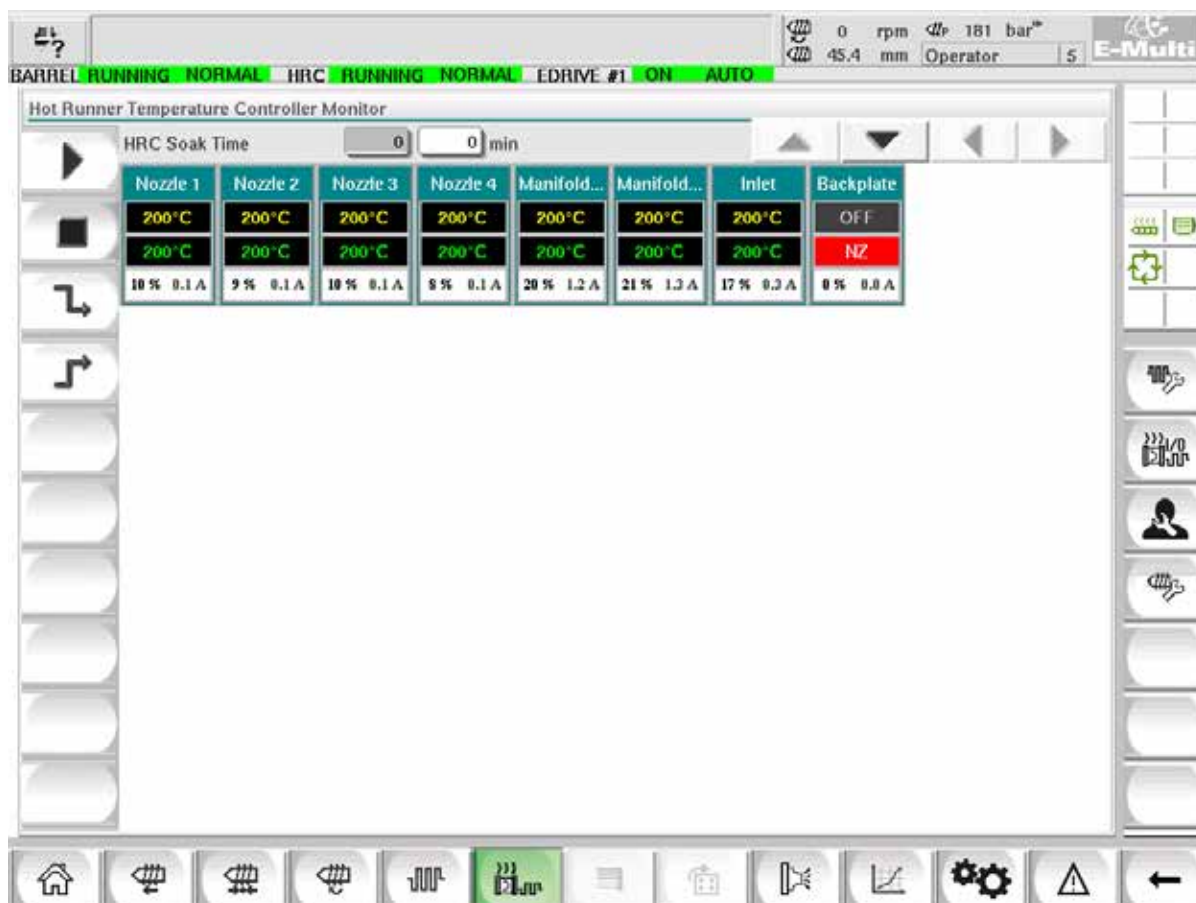 0 rpm P 181 bar
45.4 mm Operator 5
E-Multi
BARREL RUNNING NORMAL HRC RUNNING NORMAL EDRIVE #1 ON AUTO
Hot Runner Temperature Controller Monitor
HRC Soak Time 0 0 min
Nozzle 1 Nozzle 2 Nozzle 3 Nozzle 4 Manifold... Manifold... Inlet Backplate
200°C 200°C 200°C 200°C 200°C 200°C 200°C OFF
200°C 200°C 200°C 200°C 200°C 200°C 200°C NZ
10 % 0.1 A 9 % 0.1 A 10 % 0.1 A 8 % 0.1 A 20 % 1.2 A 21 % 1.3 A 17 % 0.3 A 0 % 0.0 A
I/O